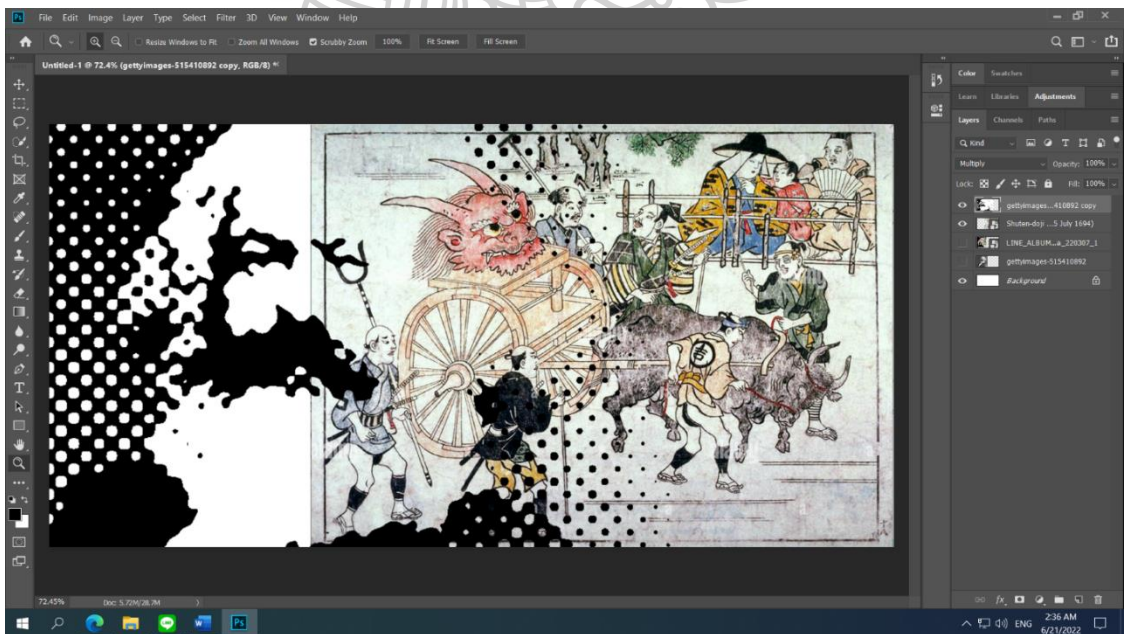 File Edit Image Layer Type Select Filter 3D View Window Help
Resize Windows to Fit Zoom All Windows Scrubby Zoom 100% Fit Screen Fill Screen
Untitled-1 @ 72.4% (gettyimages-515410892 copy, RGB/8) *
Color Swatches
Learn Libraries Adjustments
Layers Channels Paths
Kind
Multiply Opacity: 100%
Lock: Fill: 100%
gettyimages...410892 copy
Shuten-doji ...5 July 1694)
LINE_ALBUM...a_220307_1
gettyimages-515410892
Background
吉
72.45% Doc: 5.72M/28.7M
ENG 2:36 AM
6/21/2022